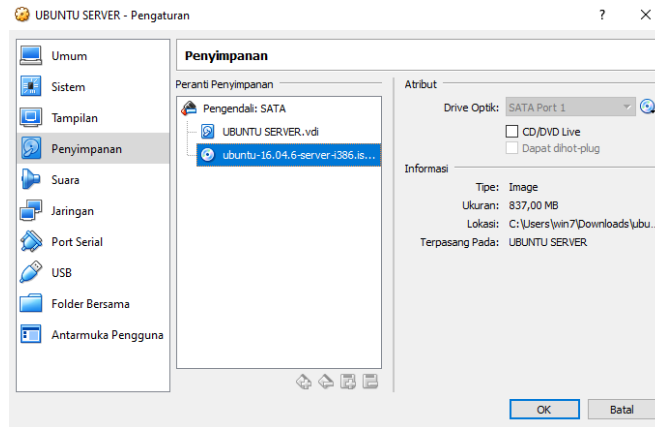 UBUNTU SERVER - Pengaturan
?
Umum
Sistem
Tampilan
Penyimpanan
Suara
Jaringan
Port Serial
USB
Folder Bersama
Antarmuka Pengguna
Penyimpanan
Peranti Penyimpanan
Pengendali: SATA
UBUNTU SERVER.vdi
ubuntu-16.04.6-server-i386.is...
Atribut
Drive Optik: SATA Port 1
CD/DVD Live
Dapat dihot-plug
Informasi
Tipe: Image
Ukuran: 837,00 MB
Lokasi: C:\Users\win7\Downloads\ubu...
Terpasang Pada: UBUNTU SERVER
OK
Batal